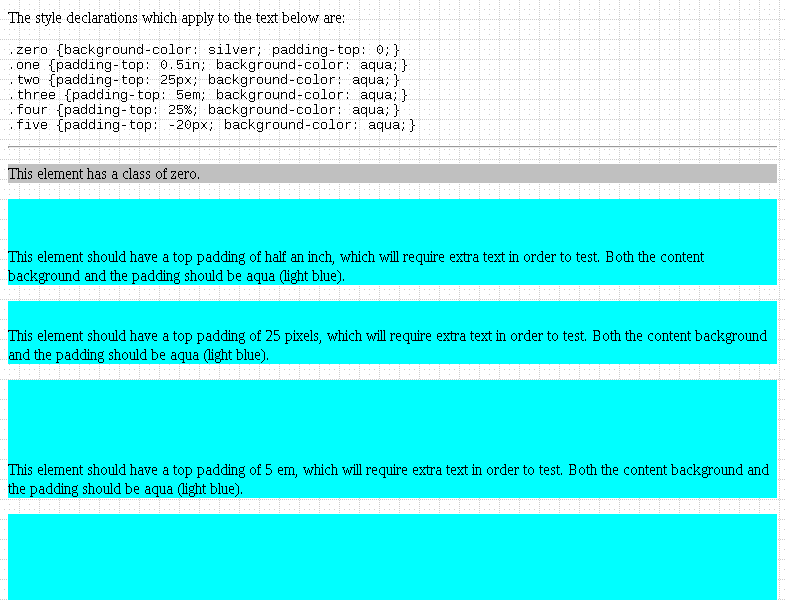 The style declarations which apply to the text below are:
.zero {background-color: silver; padding-top: 0;}
.one {padding-top: 0.5in; background-color: aqua;}
.two {padding-top: 25px; background-color: aqua;}
.three {padding-top: 5em; background-color: aqua;}
.four {padding-top: 25%; background-color: aqua;}
.five {padding-top: -20px; background-color: aqua;}
This element has a class of zero.
This element should have a top padding of half an inch, which will require extra text in order to test. Both the content
background and the padding should be aqua (light blue).
This element should have a top padding of 25 pixels, which will require extra text in order to test. Both the content background
and the padding should be aqua (light blue).
This element should have a top padding of 5 em, which will require extra text in order to test. Both the content background and
the padding should be aqua (light blue).